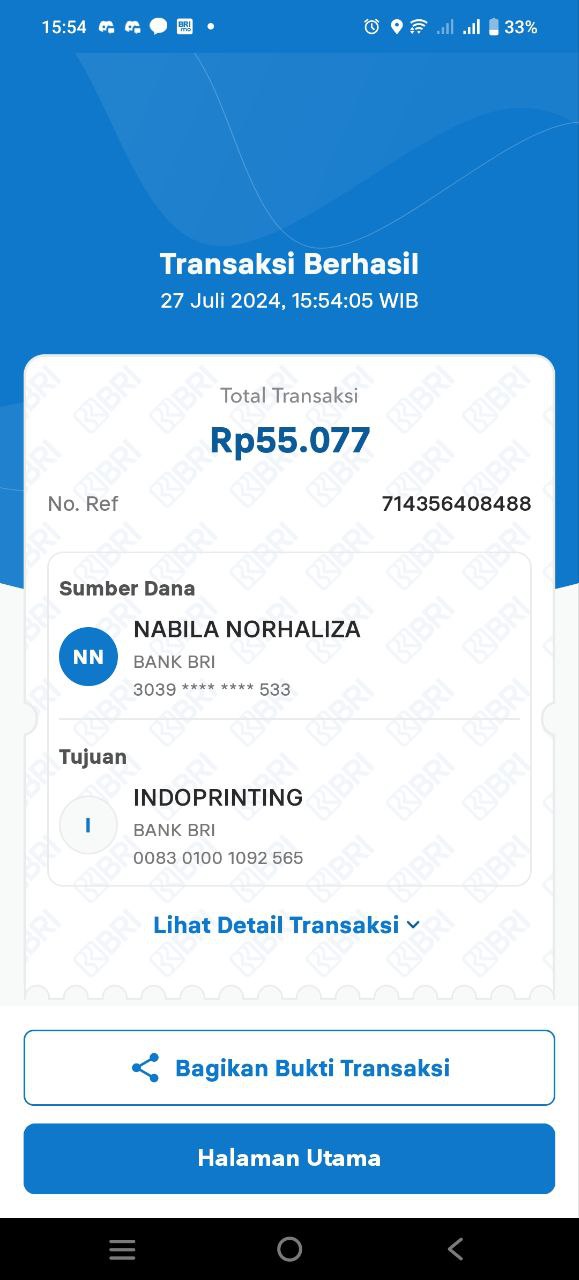 15:54
BRI
mo
33%
Transaksi Berhasil
27 Juli 2024, 15:54:05 WIB
Total Transaksi
Rp55.077
No. Ref
714356408488
Sumber Dana
NN
NABILA NORHALIZA
BANK BRI
3039 **** **** 533
Tujuan
I
INDOPRINTING
BANK BRI
0083 0100 1092 565
Lihat Detail Transaksi
Bagikan Bukti Transaksi
Halaman Utama